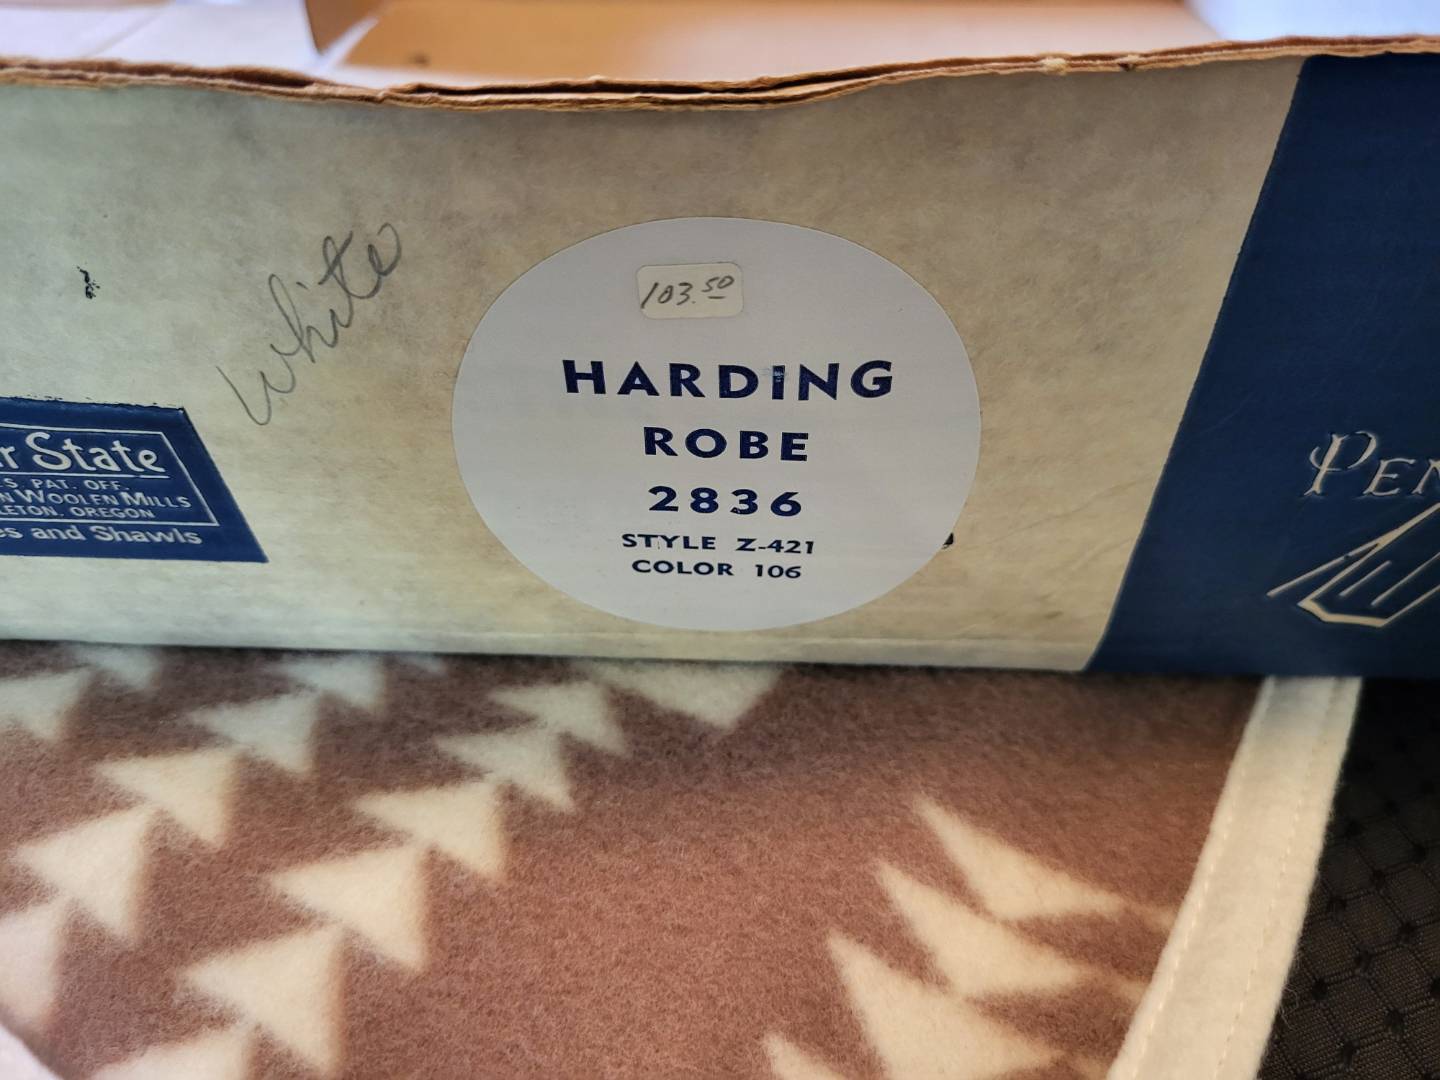 White
103.50
HARDING
ROBE
2836
STYLE Z-421
COLOR 106
r State
S. PAT. OFF.
N WOOLEN MILLS
LETON, OREGON
es and Shawls
PEN